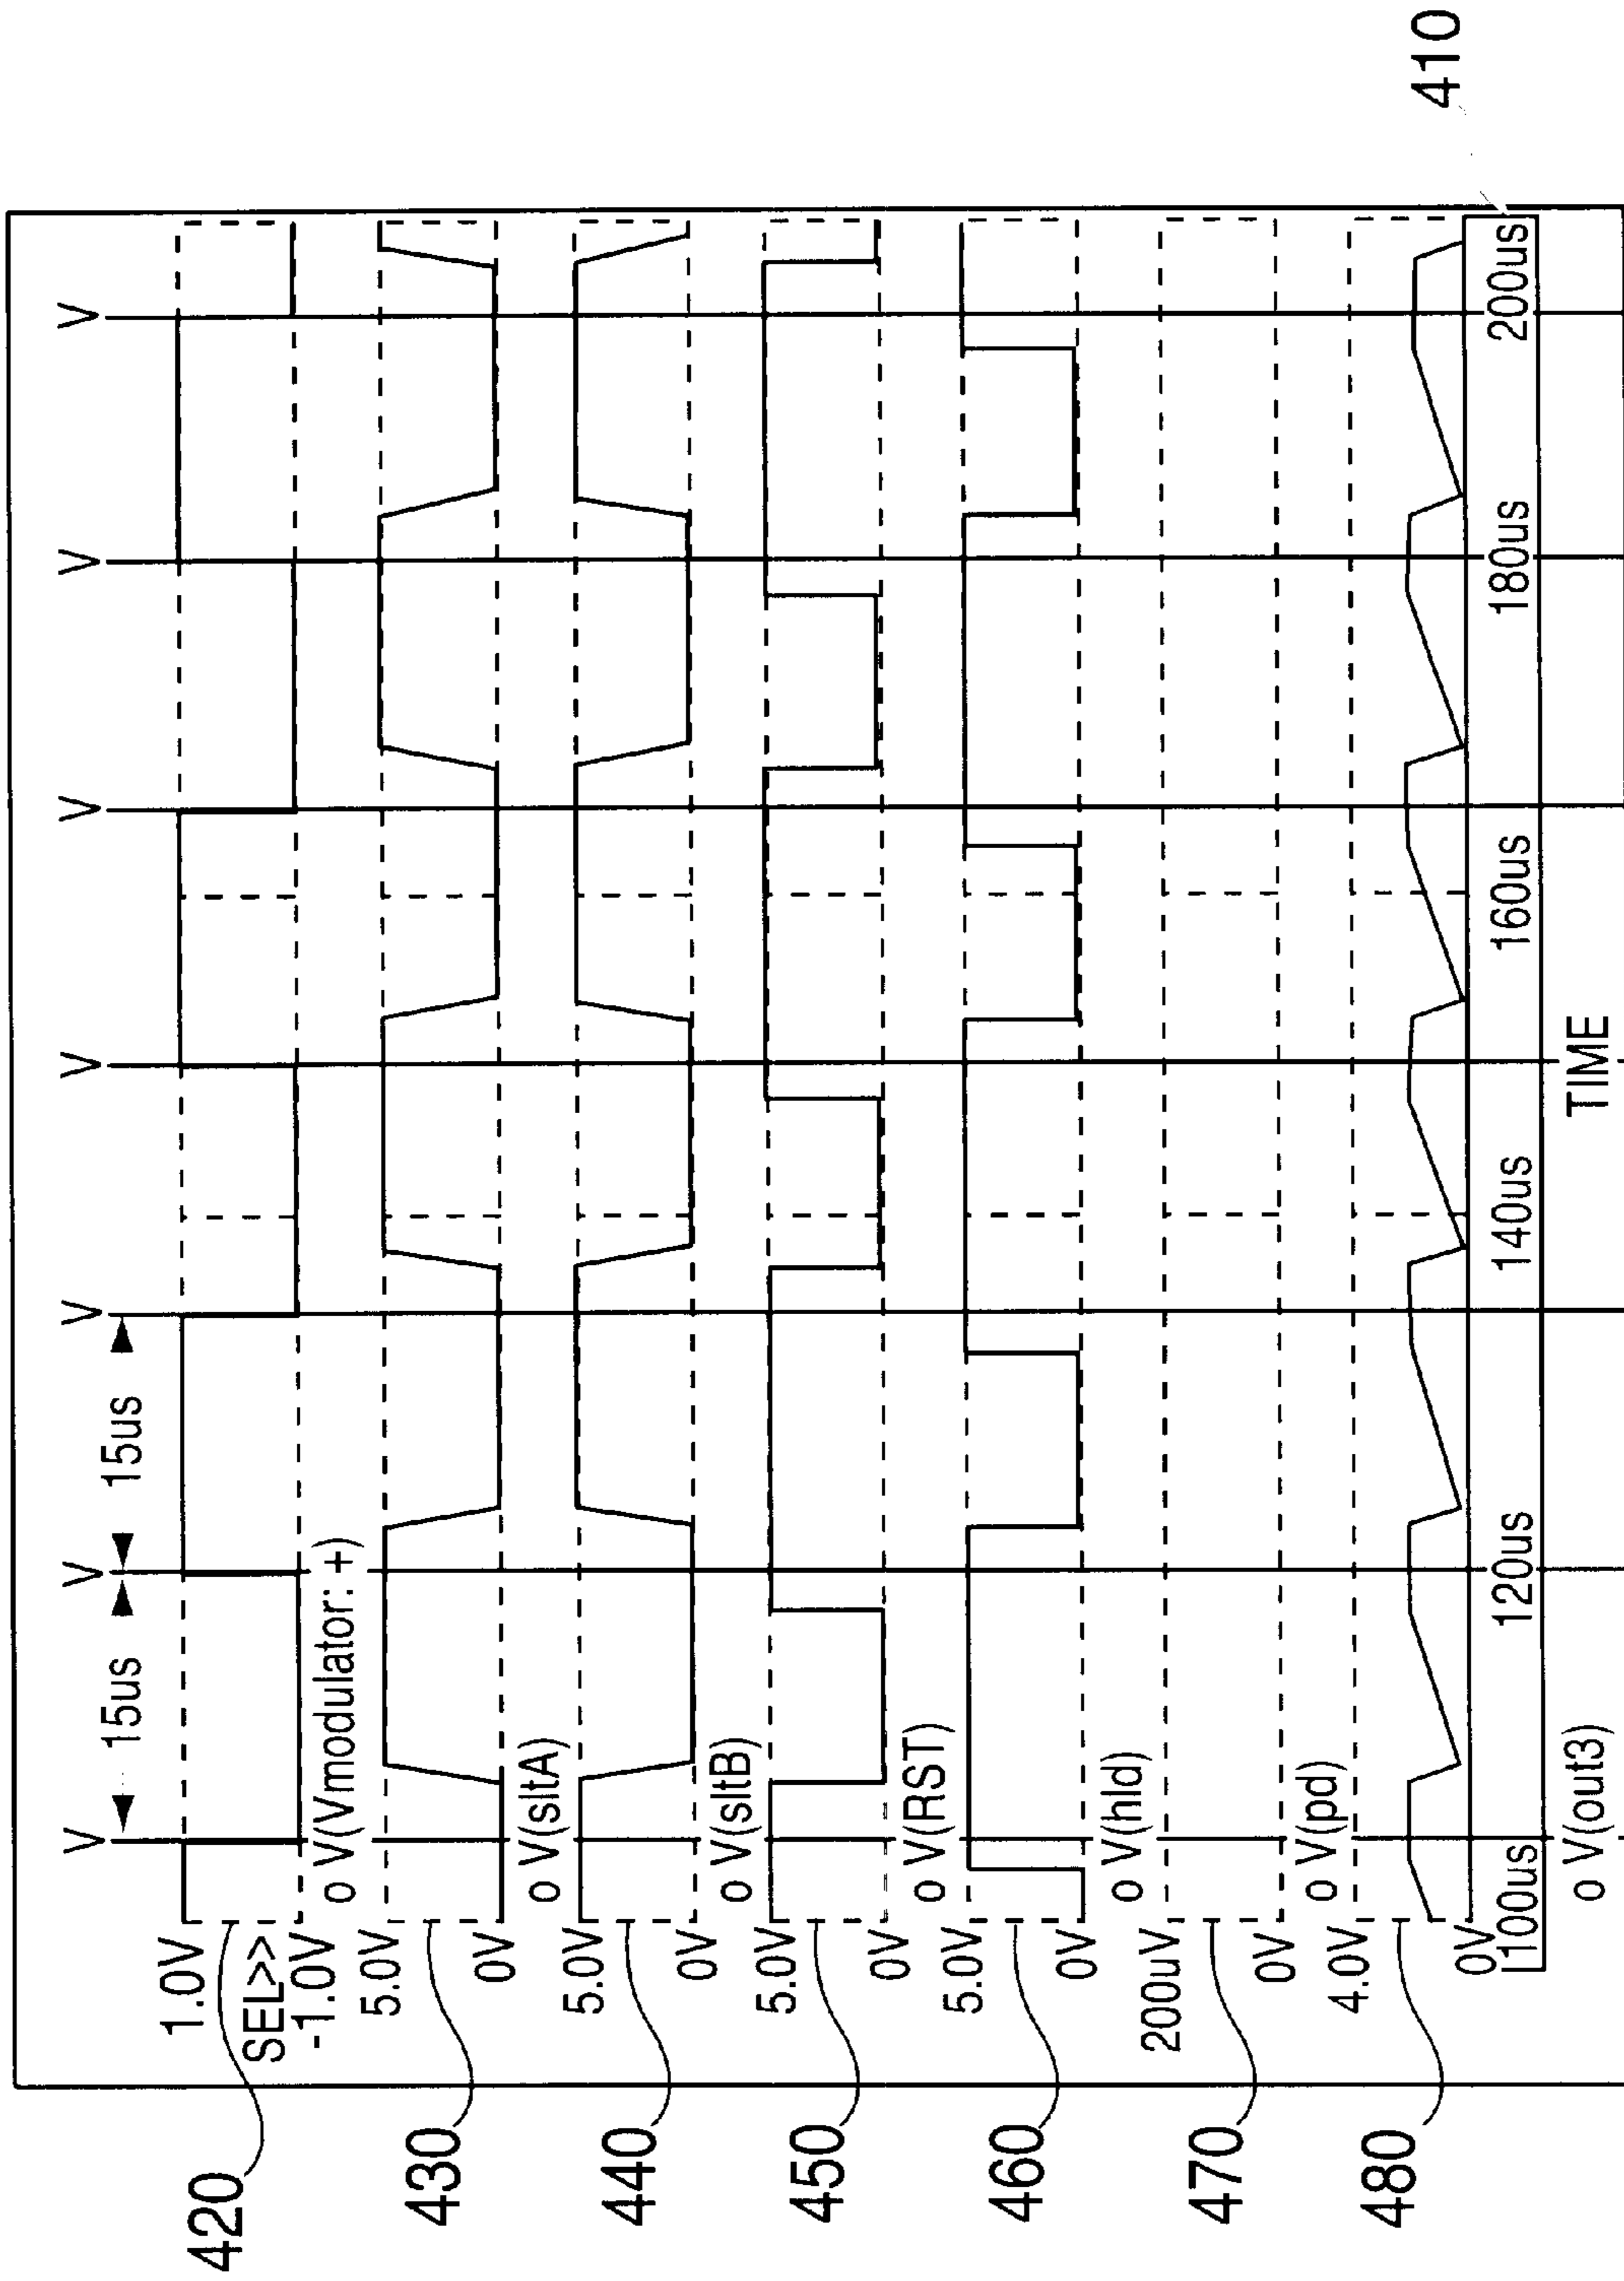 V V V V V V V
15us 15us
420
1.0V
SEL>>
-1.0V
o V(Vmodulator: +)
430
5.0V
0V
o V(sltA)
440
5.0V
0V
o V(sltB)
450
5.0V
0V
o V(RST)
460
5.0V
0V
o V(hld)
470
200uV
0V
o V(pd)
480
4.0V
0V
100us 120us 140us 160us 180us 200us
410
o V(out3)
TIME